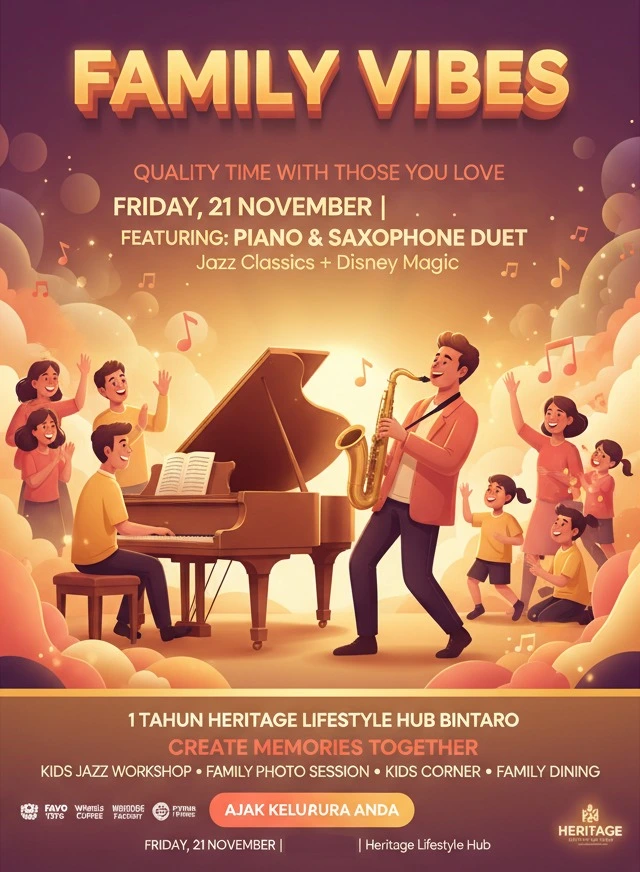 FAMILY VIBES
QUALITY TIME WITH THOSE YOU LOVE
FRIDAY, 21 NOVEMBER |
FEATURING: PIANO & SAXOPHONE DUET
Jazz Classics + Disney Magic
1 TAHUN HERITAGE LIFESTYLE HUB BINTARO
CREATE MEMORIES TOGETHER
KIDS JAZZ WORKSHOP • FAMILY PHOTO SESSION • KIDS CORNER • FAMILY DINING
AJAK KELURURA ANDA
HERITAGE
FRIDAY, 21 NOVEMBER | | Heritage Lifestyle Hub